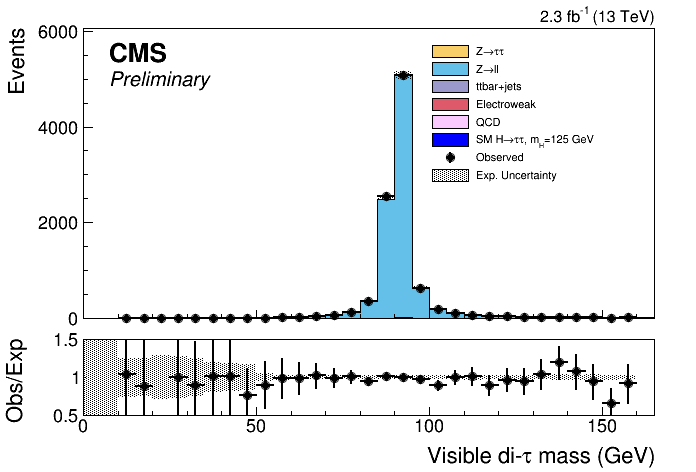 2.3 fb⁻¹ (13 TeV)
CMS
Preliminary
Events
6000
4000
2000
0
Z→ττ
Z→ll
ttbar+jets
Electroweak
QCD
SM H→ττ, m_H=125 GeV
Observed
Exp. Uncertainty
Obs/Exp
1.5
1
0.5
0 50 100 150
Visible di-τ mass (GeV)